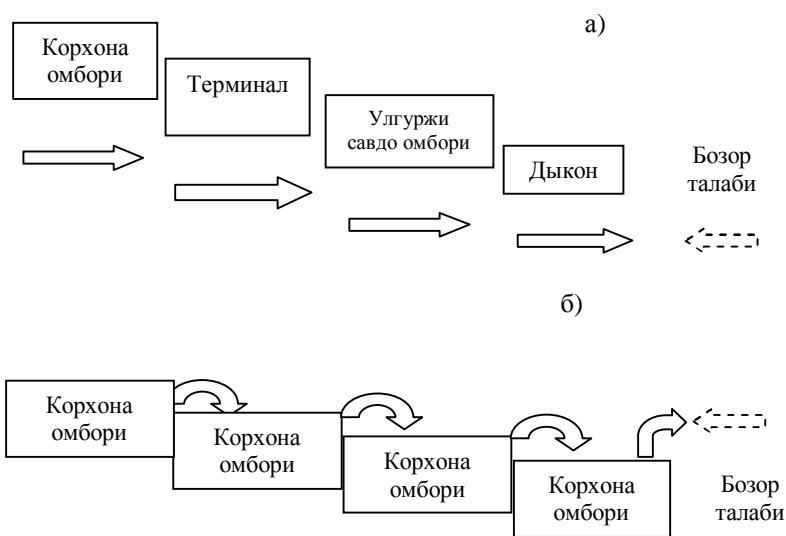 а)
Корхона
омбори
Терминал
Улгуржи
савдо омбори
Дыкон
Бозор
талаби
б)
Корхона
омбори
Корхона
омбори
Корхона
омбори
Корхона
омбори
Бозор
талаби